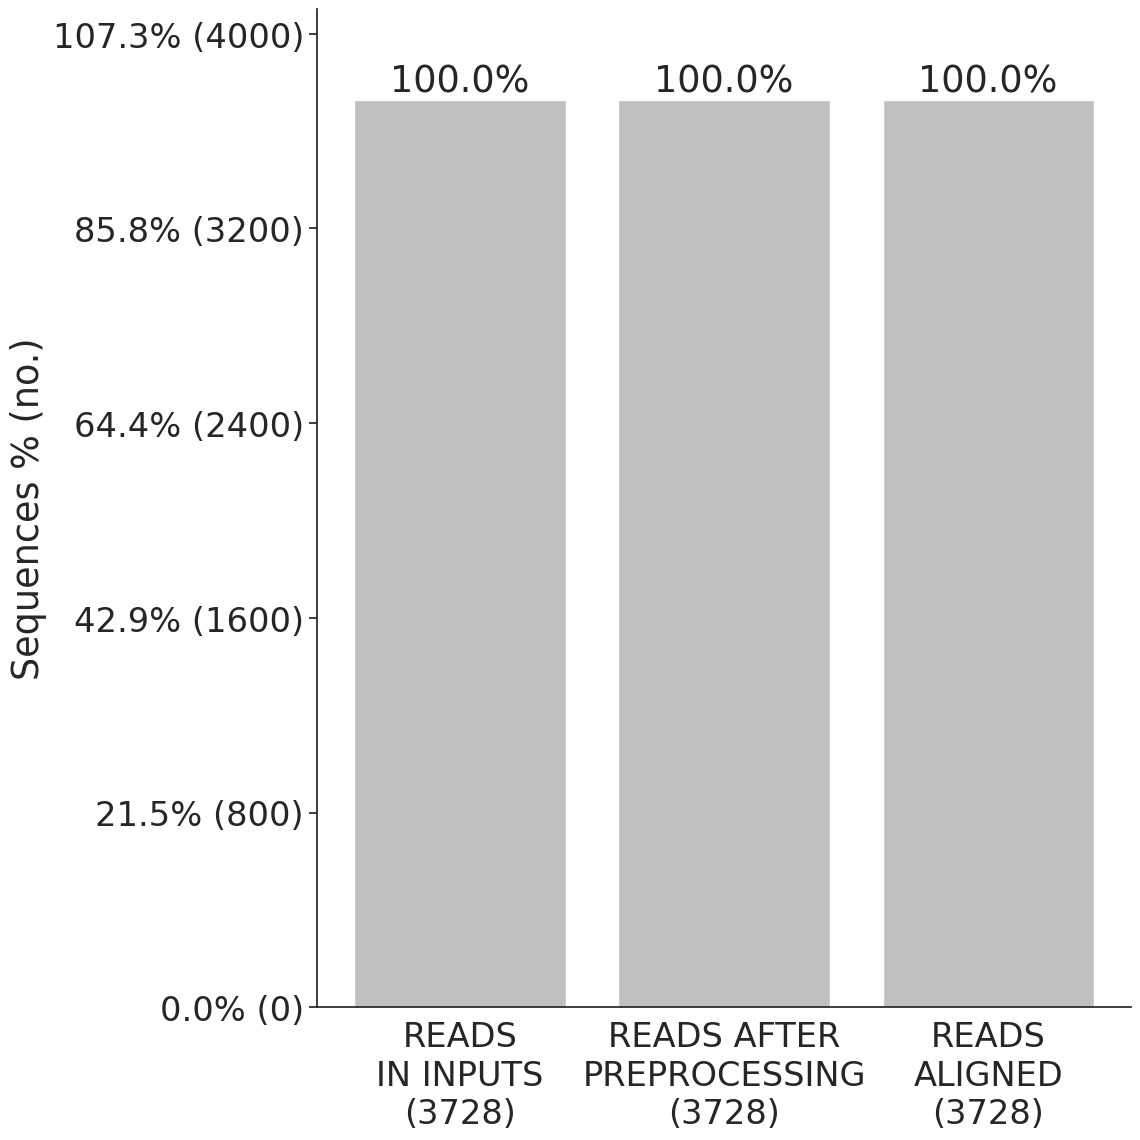 107.3% (4000)
100.0%
100.0%
100.0%
85.8% (3200)
64.4% (2400)
42.9% (1600)
21.5% (800)
0.0% (0)
Sequences % (no.)
READS
IN INPUTS
(3728)
READS AFTER
PREPROCESSING
(3728)
READS
ALIGNED
(3728)